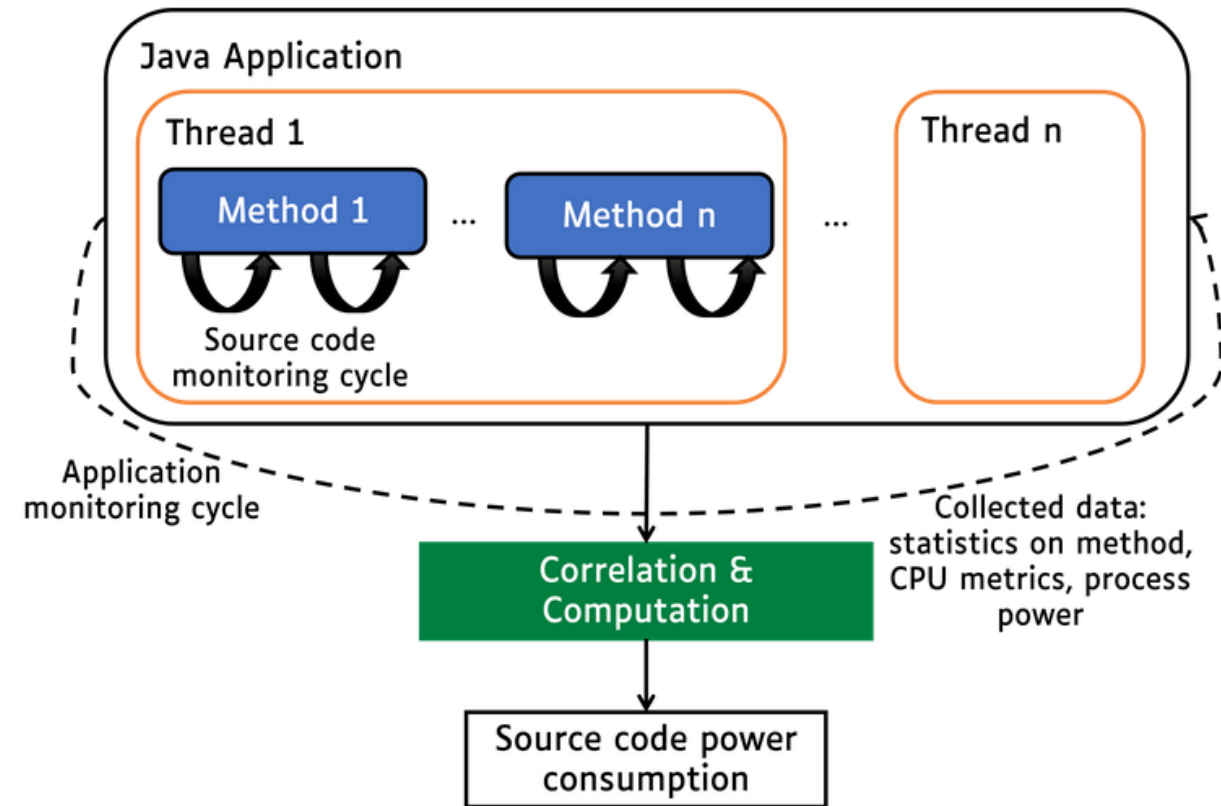 Java Application
Thread 1
Thread n
Method 1
...
Method n
...
Source code
monitoring cycle
Application
monitoring cycle
Collected data:
statistics on method,
CPU metrics, process
power
Correlation &
Computation
Source code power
consumption